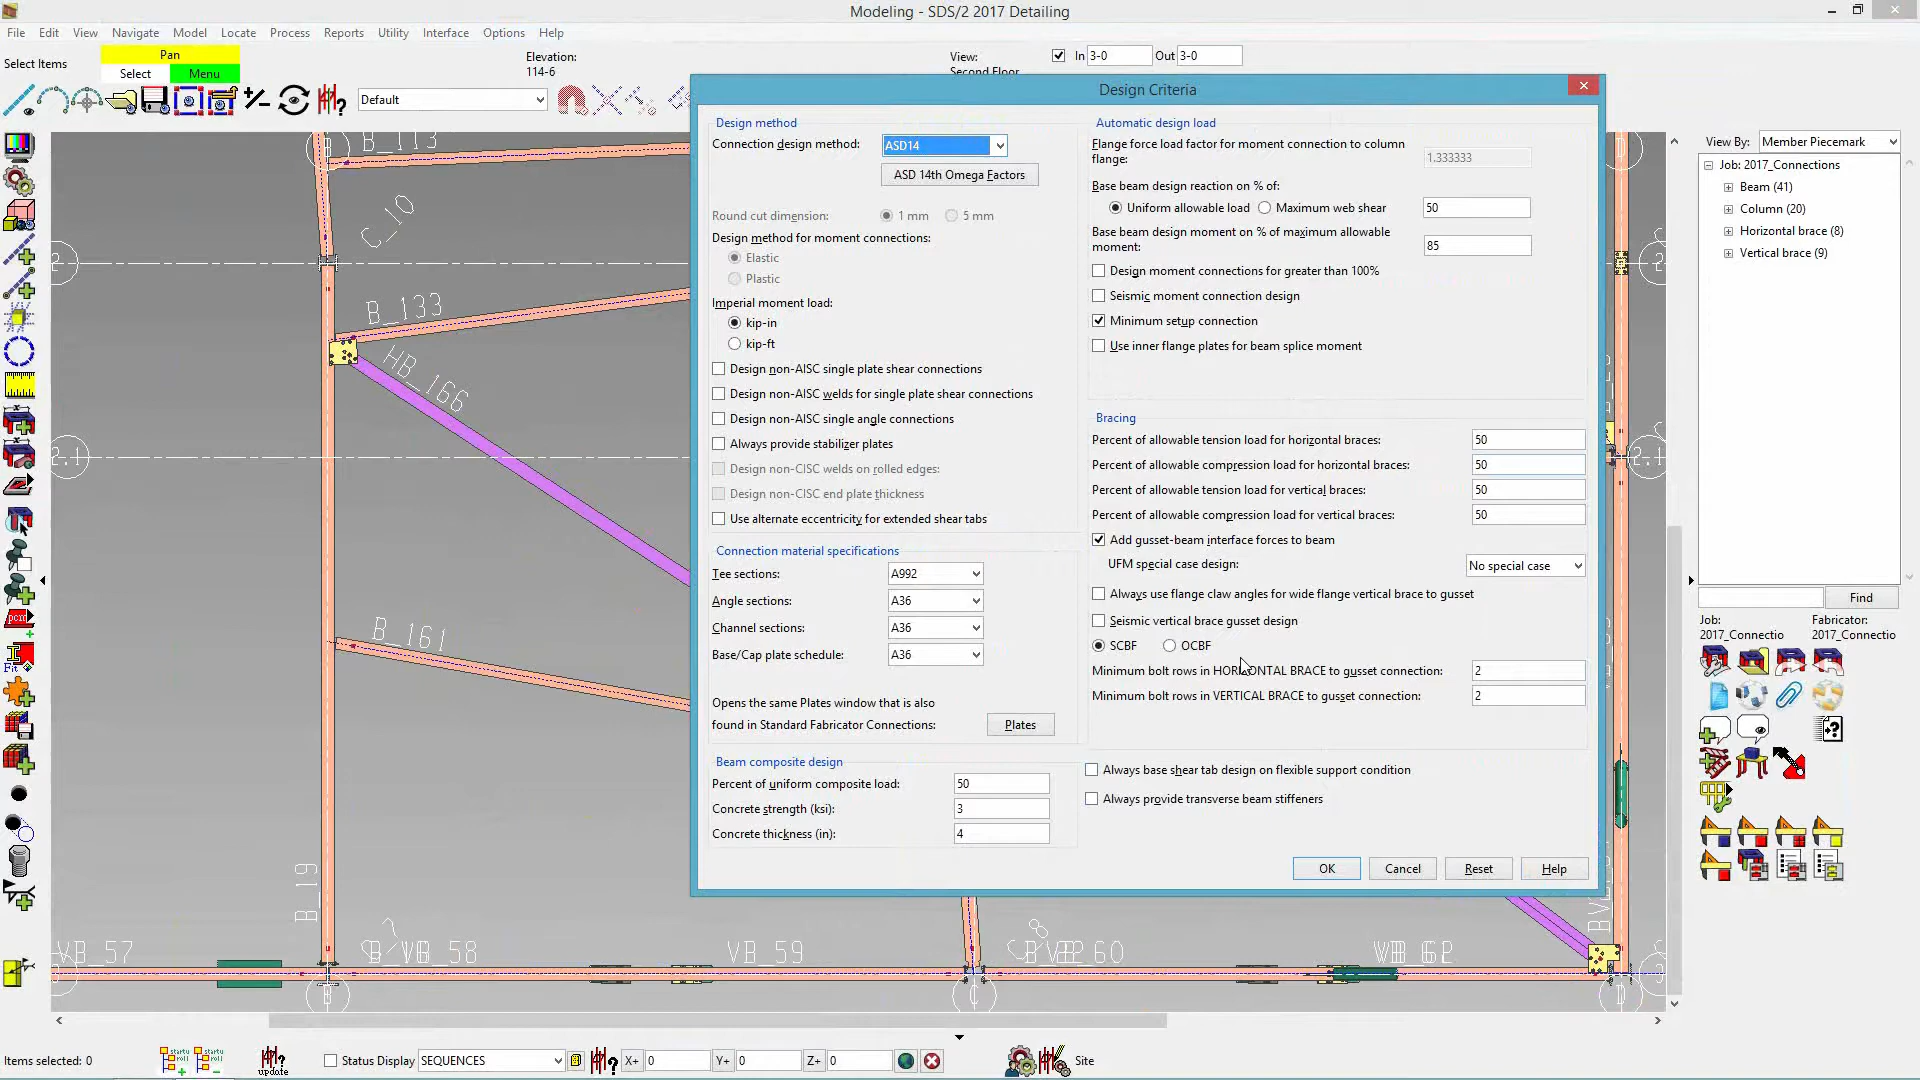 Modeling - SDS/2 2017 Detailing
File Edit View Navigate Model Locate Process Reports Utility Interface Options Help
Select Items
Pan
Select Menu
Elevation:
114-6
View:
Second Floor
In 3-0 Out 3-0
Default
Design Criteria
Design method
Connection design method: ASD14
ASD 14th Omega Factors
Round cut dimension: 1 mm 5 mm
Design method for moment connections:
Elastic
Plastic
Imperial moment load:
kip-in
kip-ft
Design non-AISC single plate shear connections
Design non-AISC welds for single plate shear connections
Design non-AISC single angle connections
Always provide stabilizer plates
Design non-CISC welds on rolled edges:
Design non-CISC end plate thickness
Use alternate eccentricity for extended shear tabs
Connection material specifications
Tee sections: A992
Angle sections: A36
Channel sections: A36
Base/Cap plate schedule: A36
Opens the same Plates window that is also
found in Standard Fabricator Connections: Plates
Beam composite design
Percent of uniform composite load: 50
Concrete strength (ksi): 3
Concrete thickness (in): 4
Automatic design load
Flange force load factor for moment connection to column
flange: 1.333333
Base beam design reaction on % of:
Uniform allowable load Maximum web shear 50
Base beam design moment on % of maximum allowable
moment: 85
Design moment connections for greater than 100%
Seismic moment connection design
Minimum setup connection
Use inner flange plates for beam splice moment
Bracing
Percent of allowable tension load for horizontal braces: 50
Percent of allowable compression load for horizontal braces: 50
Percent of allowable tension load for vertical braces: 50
Percent of allowable compression load for vertical braces: 50
Add gusset-beam interface forces to beam
UFM special case design: No special case
Always use flange claw angles for wide flange vertical brace to gusset
Seismic vertical brace gusset design
SCBF OCBF
Minimum bolt rows in HORIZONTAL BRACE to gusset connection: 2
Minimum bolt rows in VERTICAL BRACE to gusset connection: 2
Always base shear tab design on flexible support condition
Always provide transverse beam stiffeners
OK Cancel Reset Help
View By: Member Piecemark
Job: 2017_Connections
Beam (41)
Column (20)
Horizontal brace (8)
Vertical brace (9)
Find
Job: Fabricator:
2017_Connectio 2017_Connectio
B_113
C_10
B_133
HB_166
2.1
2.1
B_161
B_19
VB_57
VB_59
Fit
Items selected: 0
update
Status Display SEQUENCES
X+ 0 Y+ 0 Z+ 0
Site